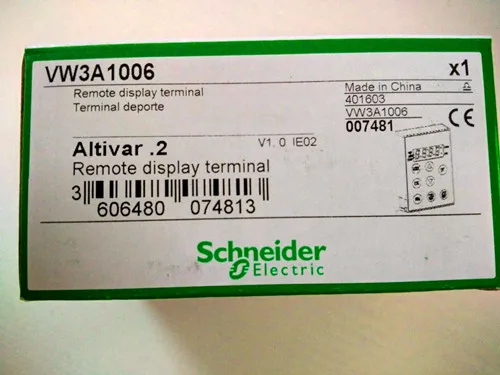 VW3A1006 x1
Remote display terminal
Terminal deporte
Made in China
401603
VW3A1006
007481 CE
Altivar .2 V1. 0 IE02
Remote display terminal
3 606480 074813
Schneider
Electric